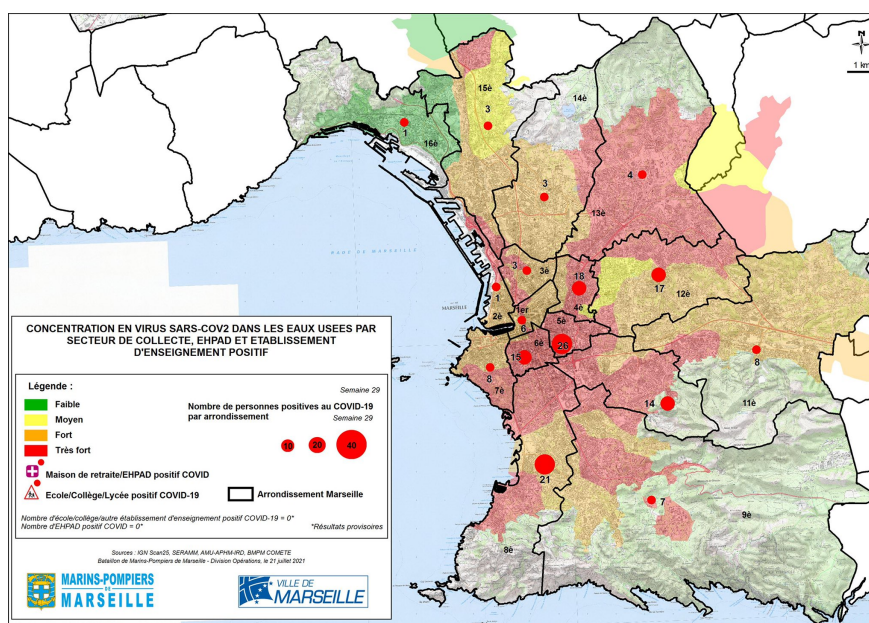 N
1 km
15è
3
14è
1
16è
4
3
13è
3
3è
18
17
12è
1
2è
1er
4è
MARSEILLE
6
5è
6è
26
15
8
8
7è
14
11è
21
7
9è
8è
RADE DE MARSEILLE
CONCENTRATION EN VIRUS SARS-COV2 DANS LES EAUX USEES PAR
SECTEUR DE COLLECTE, EHPAD ET ETABLISSEMENT
D'ENSEIGNEMENT POSITIF
Légende :
Semaine 29
Faible
Moyen
Fort
Très fort
Nombre de personnes positives au COVID-19
Semaine 29
par arrondissement
10
20
40
Maison de retraite/EHPAD positif COVID
Ecole/Collège/Lycée positif COVID-19
Arrondissement Marseille
Nombre d'école/collège/autre établissement d'enseignement positif COVID-19 = 0*
Nombre d'EHPAD positif COVID = 0*
*Résultats provisoires
Sources : IGN Scan25, SERAMM, AMU-APHM-IRD, BMPM COMETE
Bataillon de Marins-Pompiers de Marseille - Division Opérations, le 21 juillet 2021
MARINS-POMPIERS
DE
MARSEILLE
VILLE DE
MARSEILLE